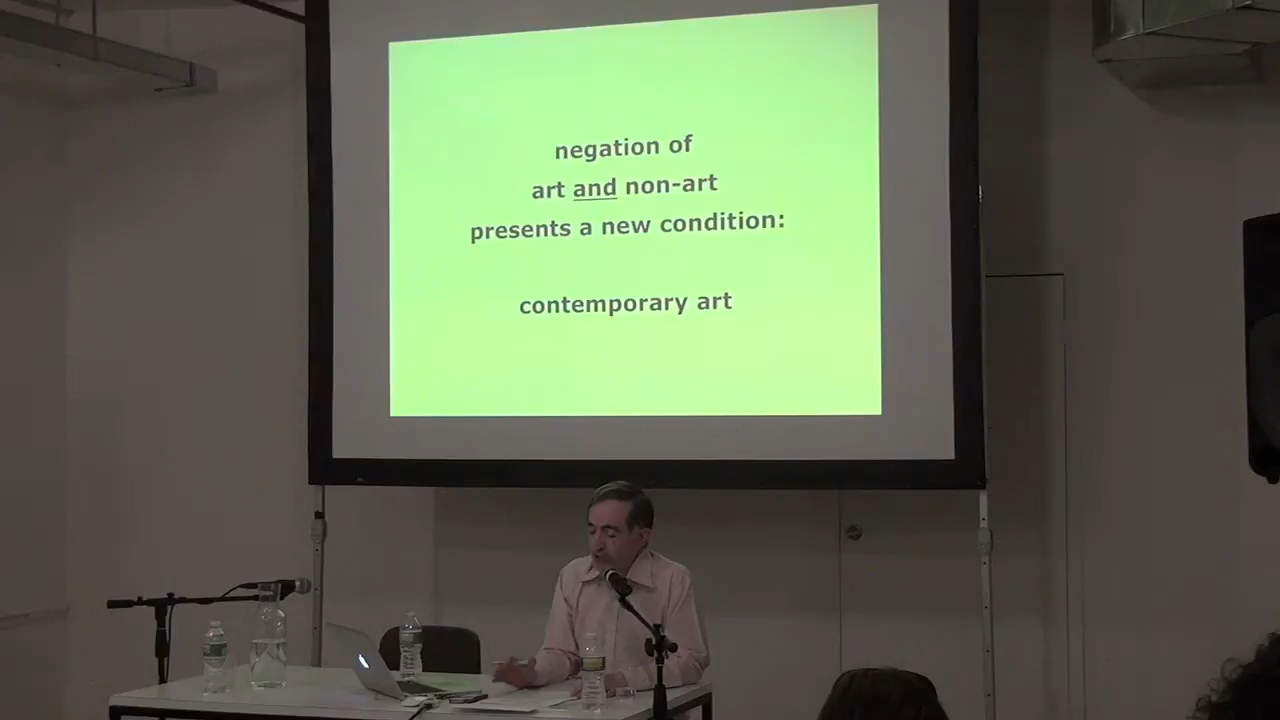 negation of
art and non-art
presents a new condition:
contemporary art